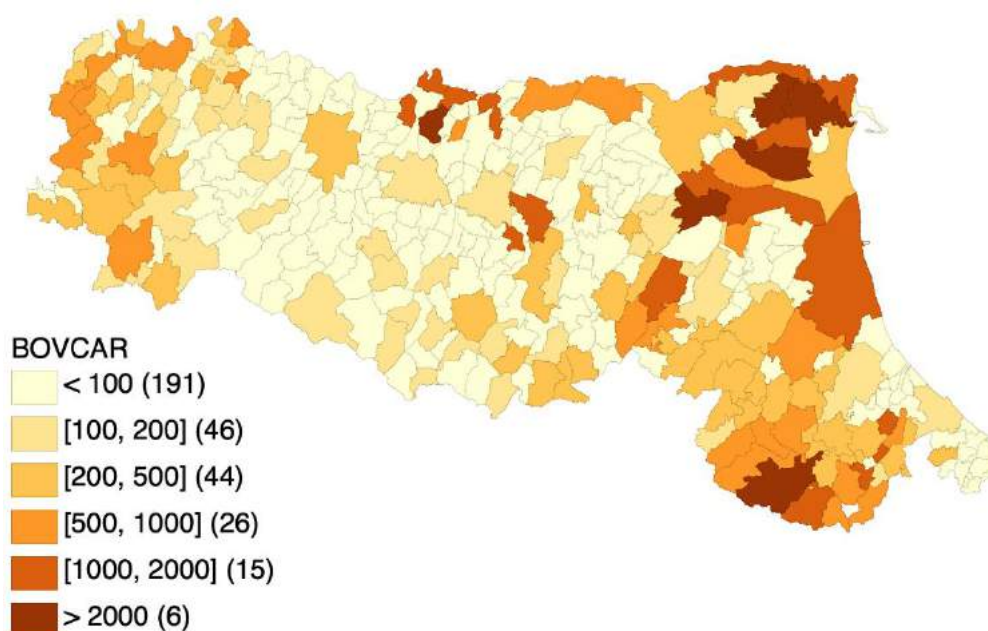 BOVCAR
< 100 (191)
[100, 200] (46)
[200, 500] (44)
[500, 1000] (26)
[1000, 2000] (15)
> 2000 (6)